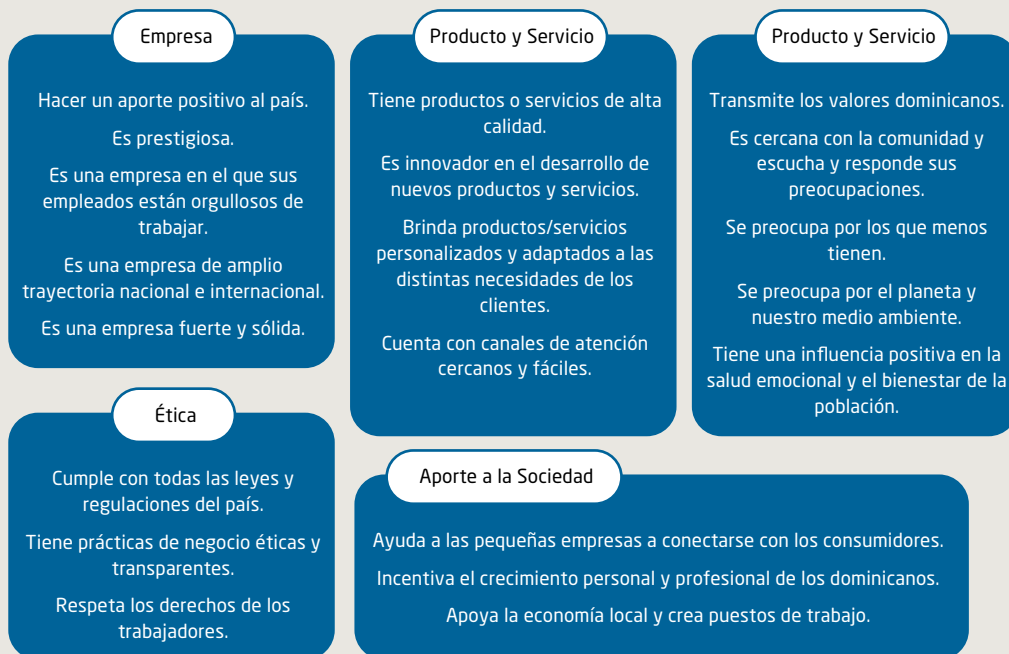 Empresa
Hacer un aporte positivo al país.
Es prestigiosa.
Es una empresa en el que sus
empleados están orgullosos de
trabajar.
Es una empresa de amplio
trayectoria nacional e internacional.
Es una empresa fuerte y sólida.
Producto y Servicio
Tiene productos o servicios de alta
calidad.
Es innovador en el desarrollo de
nuevos productos y servicios.
Brinda productos/servicios
personalizados y adaptados a las
distintas necesidades de los
clientes.
Cuenta con canales de atención
cercanos y fáciles.
Producto y Servicio
Transmite los valores dominicanos.
Es cercana con la comunidad y
escucha y responde sus
preocupaciones.
Se preocupa por los que menos
tienen.
Se preocupa por el planeta y
nuestro medio ambiente.
Tiene una influencia positiva en la
salud emocional y el bienestar de la
población.
Ética
Cumple con todas las leyes y
regulaciones del país.
Tiene prácticas de negocio éticas y
transparentes.
Respeta los derechos de los
trabajadores.
Aporte a la Sociedad
Ayuda a las pequeñas empresas a conectarse con los consumidores.
Incentiva el crecimiento personal y profesional de los dominicanos.
Apoya la economía local y crea puestos de trabajo.